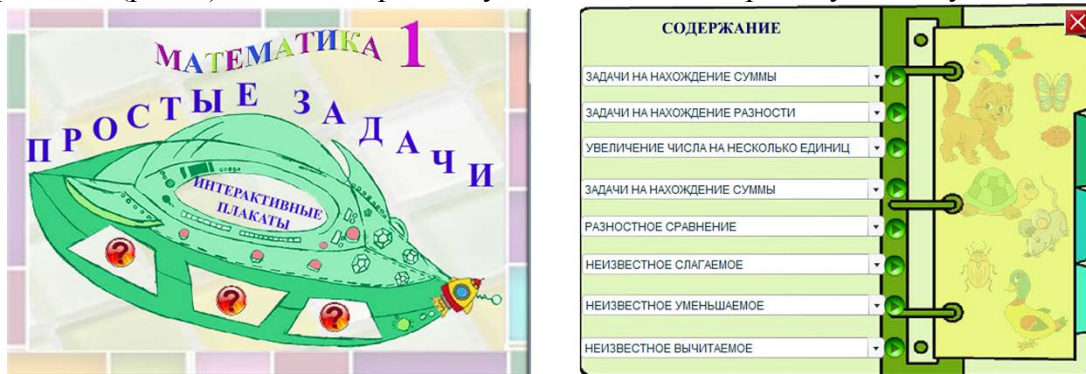 МАТЕМАТИКА 1
ПРОСТЫЕ ЗАДАЧИ
ИНТЕРАКТИВНЫЕ
ПЛАКАТЫ
?
?
?
СОДЕРЖАНИЕ
ЗАДАЧИ НА НАХОЖДЕНИЕ СУММЫ
ЗАДАЧИ НА НАХОЖДЕНИЕ РАЗНОСТИ
УВЕЛИЧЕНИЕ ЧИСЛА НА НЕСКОЛЬКО ЕДИНИЦ
ЗАДАЧИ НА НАХОЖДЕНИЕ СУММЫ
РАЗНОСТНОЕ СРАВНЕНИЕ
НЕИЗВЕСТНОЕ СЛАГАЕМОЕ
НЕИЗВЕСТНОЕ УМЕНЬШАЕМОЕ
НЕИЗВЕСТНОЕ ВЫЧИТАЕМОЕ